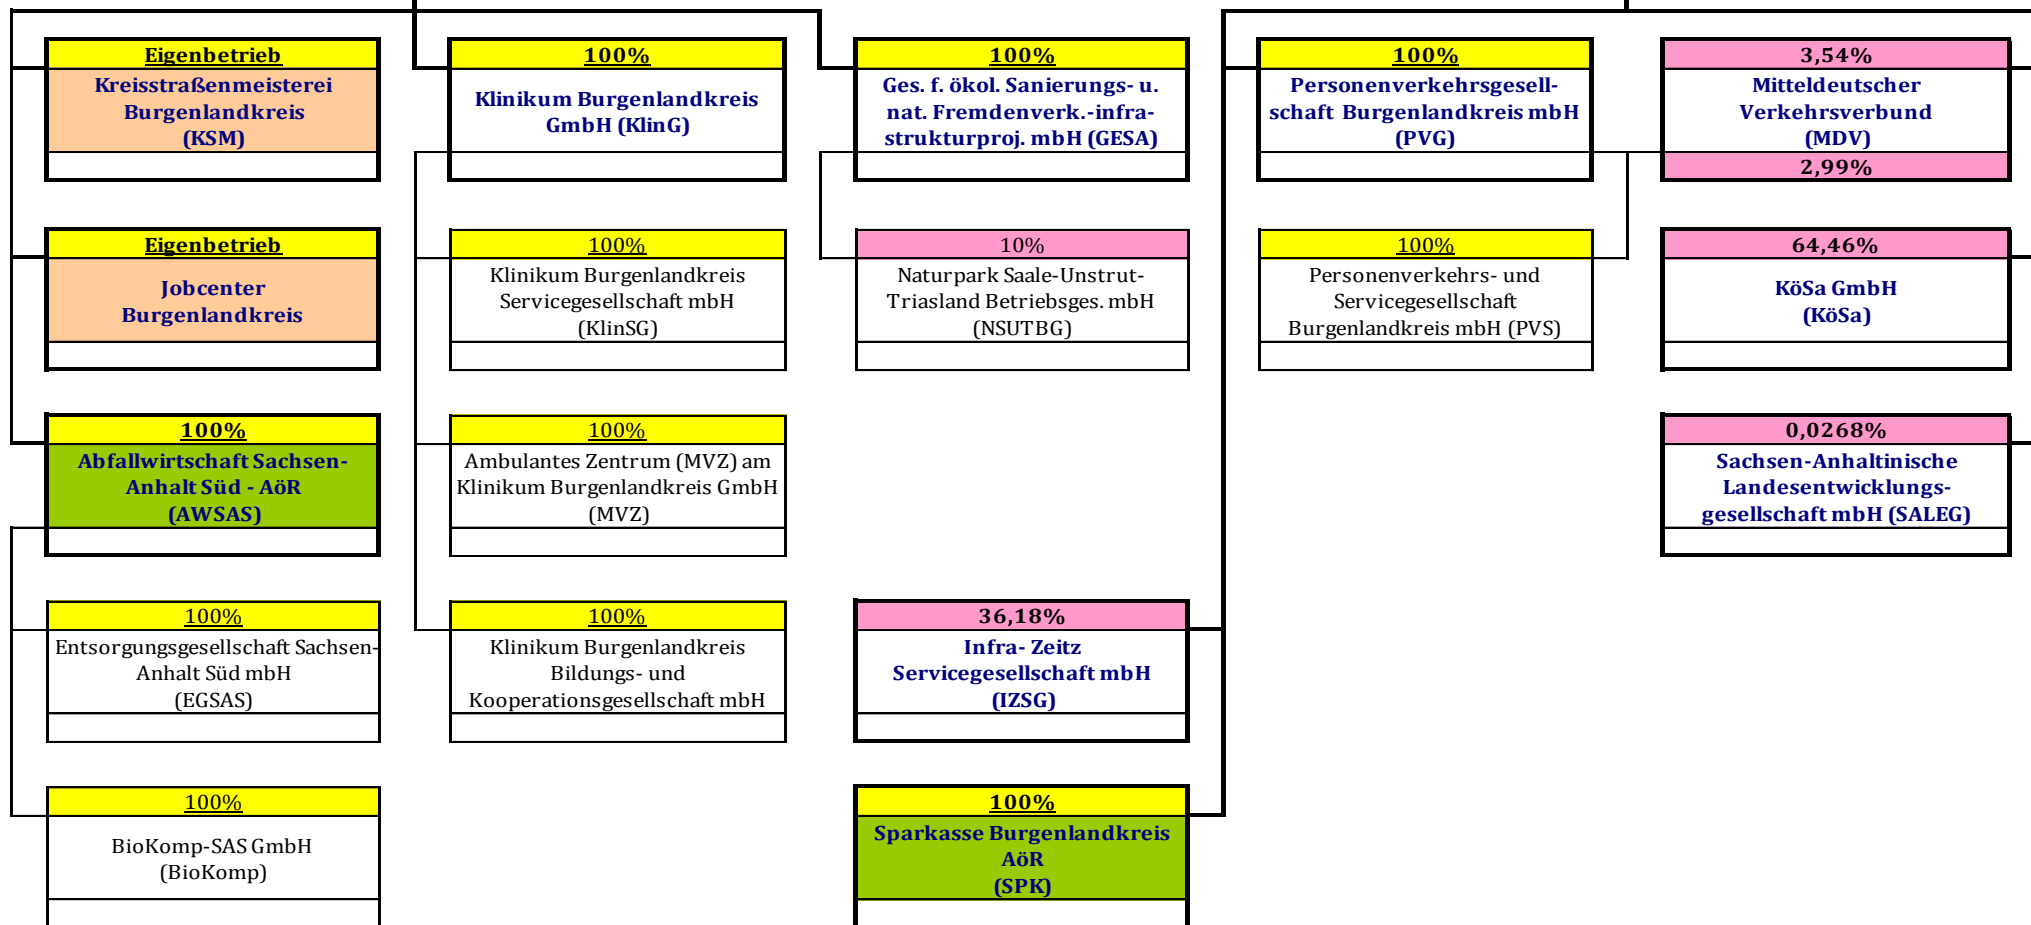 Eigenbetrieb
Kreisstraßenmeisterei
Burgenlandkreis
(KSM)
100%
Klinikum Burgenlandkreis
GmbH (KlinG)
100%
Ges. f. ökol. Sanierungs- u.
nat. Fremdenverk.-infra-
strukturproj. mbH (GESA)
100%
Personenverkehrsgesell-
schaft Burgenlandkreis mbH
(PVG)
3,54%
Mitteldeutscher
Verkehrsverbund
(MDV)
2,99%
Eigenbetrieb
Jobcenter
Burgenlandkreis
100%
Klinikum Burgenlandkreis
Servicegesellschaft mbH
(KlinSG)
10%
Naturpark Saale-Unstrut-
Triasland Betriebsges. mbH
(NSUTBG)
100%
Personenverkehrs- und
Servicegesellschaft
Burgenlandkreis mbH (PVS)
64,46%
KöSa GmbH
(KöSa)
100%
Abfallwirtschaft Sachsen-
Anhalt Süd - AöR
(AWSAS)
100%
Ambulantes Zentrum (MVZ) am
Klinikum Burgenlandkreis GmbH
(MVZ)
0,0268%
Sachsen-Anhaltinische
Landesentwicklungs-
gesellschaft mbH (SALEG)
100%
Entsorgungsgesellschaft Sachsen-
Anhalt Süd mbH
(EGSAS)
100%
Klinikum Burgenlandkreis
Bildungs- und
Kooperationsgesellschaft mbH
36,18%
Infra- Zeitz
Servicegesellschaft mbH
(IZSG)
100%
BioKomp-SAS GmbH
(BioKomp)
100%
Sparkasse Burgenlandkreis
AöR
(SPK)